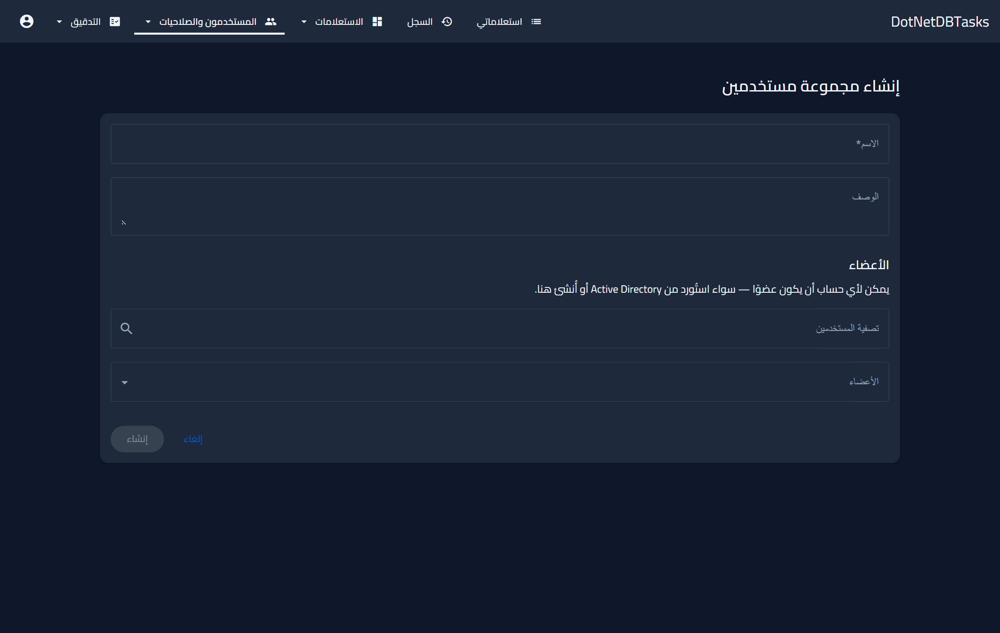 DotNetDBTasks
استعلاماتي
السجل
الاستعلامات
المستخدمون والصلاحيات
التدقيق
إنشاء مجموعة مستخدمين
الاسم*
الوصف
الأعضاء
يمكن لأي حساب أن يكون عضوًا — سواء استُورد من Active Directory أو أُنشئ هنا.
تصفية المستخدمين
الأعضاء
إلغاء
إنشاء